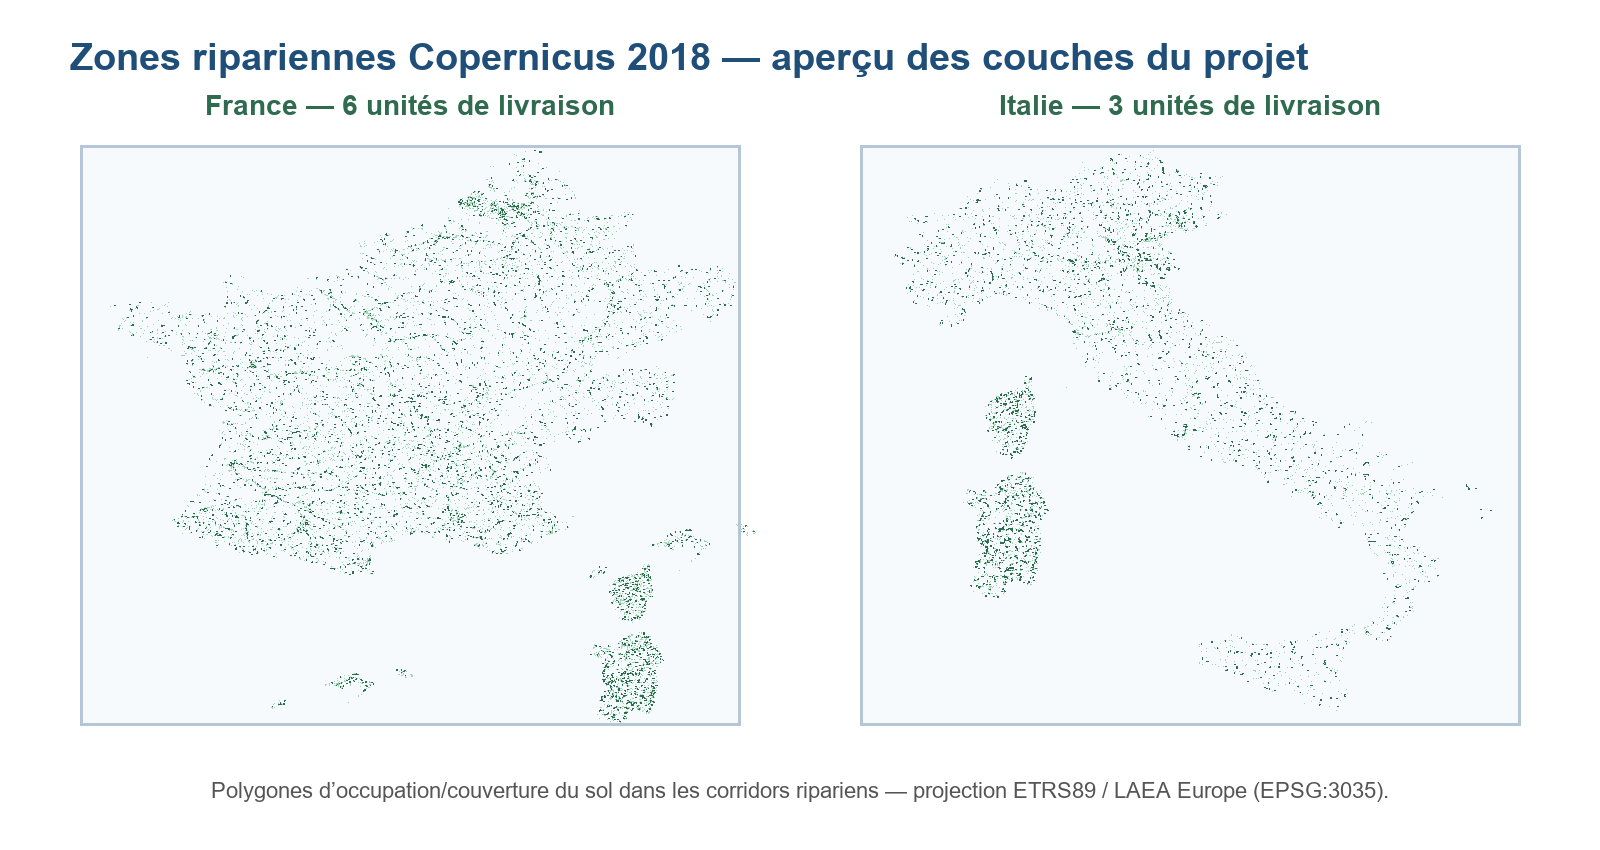 Zones ripariennes Copernicus 2018 — aperçu des couches du projet
France — 6 unités de livraison
Italie — 3 unités de livraison
Polygones d’occupation/couverture du sol dans les corridors ripariens — projection ETRS89 / LAEA Europe (EPSG:3035).